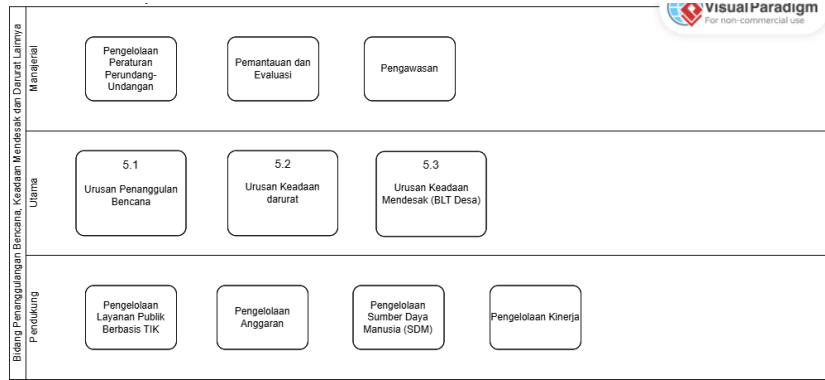 Visual Paradigm
For non-commercial use
Bidang Penanggulangan Bencana, Keadaan Mendesak dan Darurat Lainnya
Manajerial
Pengelolaan
Peraturan
Perundang-
Undangan
Pemantauan dan
Evaluasi
Pengawasan
Utama
5.1
Urusan Penanggulan
Bencana
5.2
Urusan Keadaan
darurat
5.3
Urusan Keadaan
Mendesak (BLT Desa)
Pendukung
Pengelolaan
Layanan Publik
Berbasis TIK
Pengelolaan
Anggaran
Pengelolaan
Sumber Daya
Manusia (SDM)
Pengelolaan Kinerja